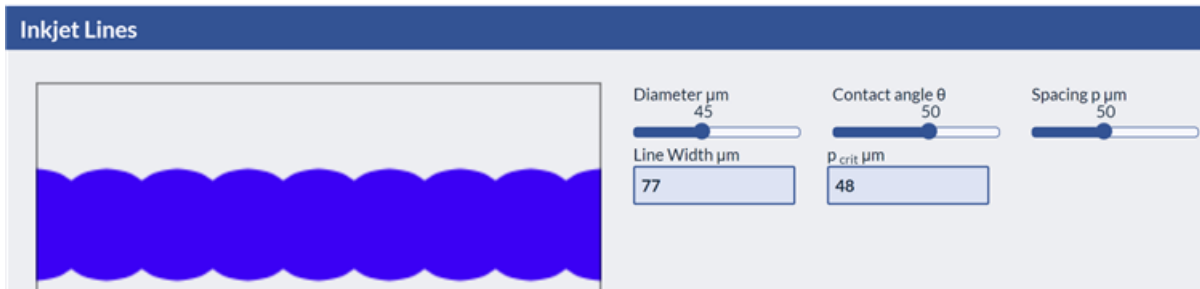 Inkjet Lines
Diameter μm Contact angle θ Spacing p μm
45 50 50
Line Width μm p crit μm
77 48